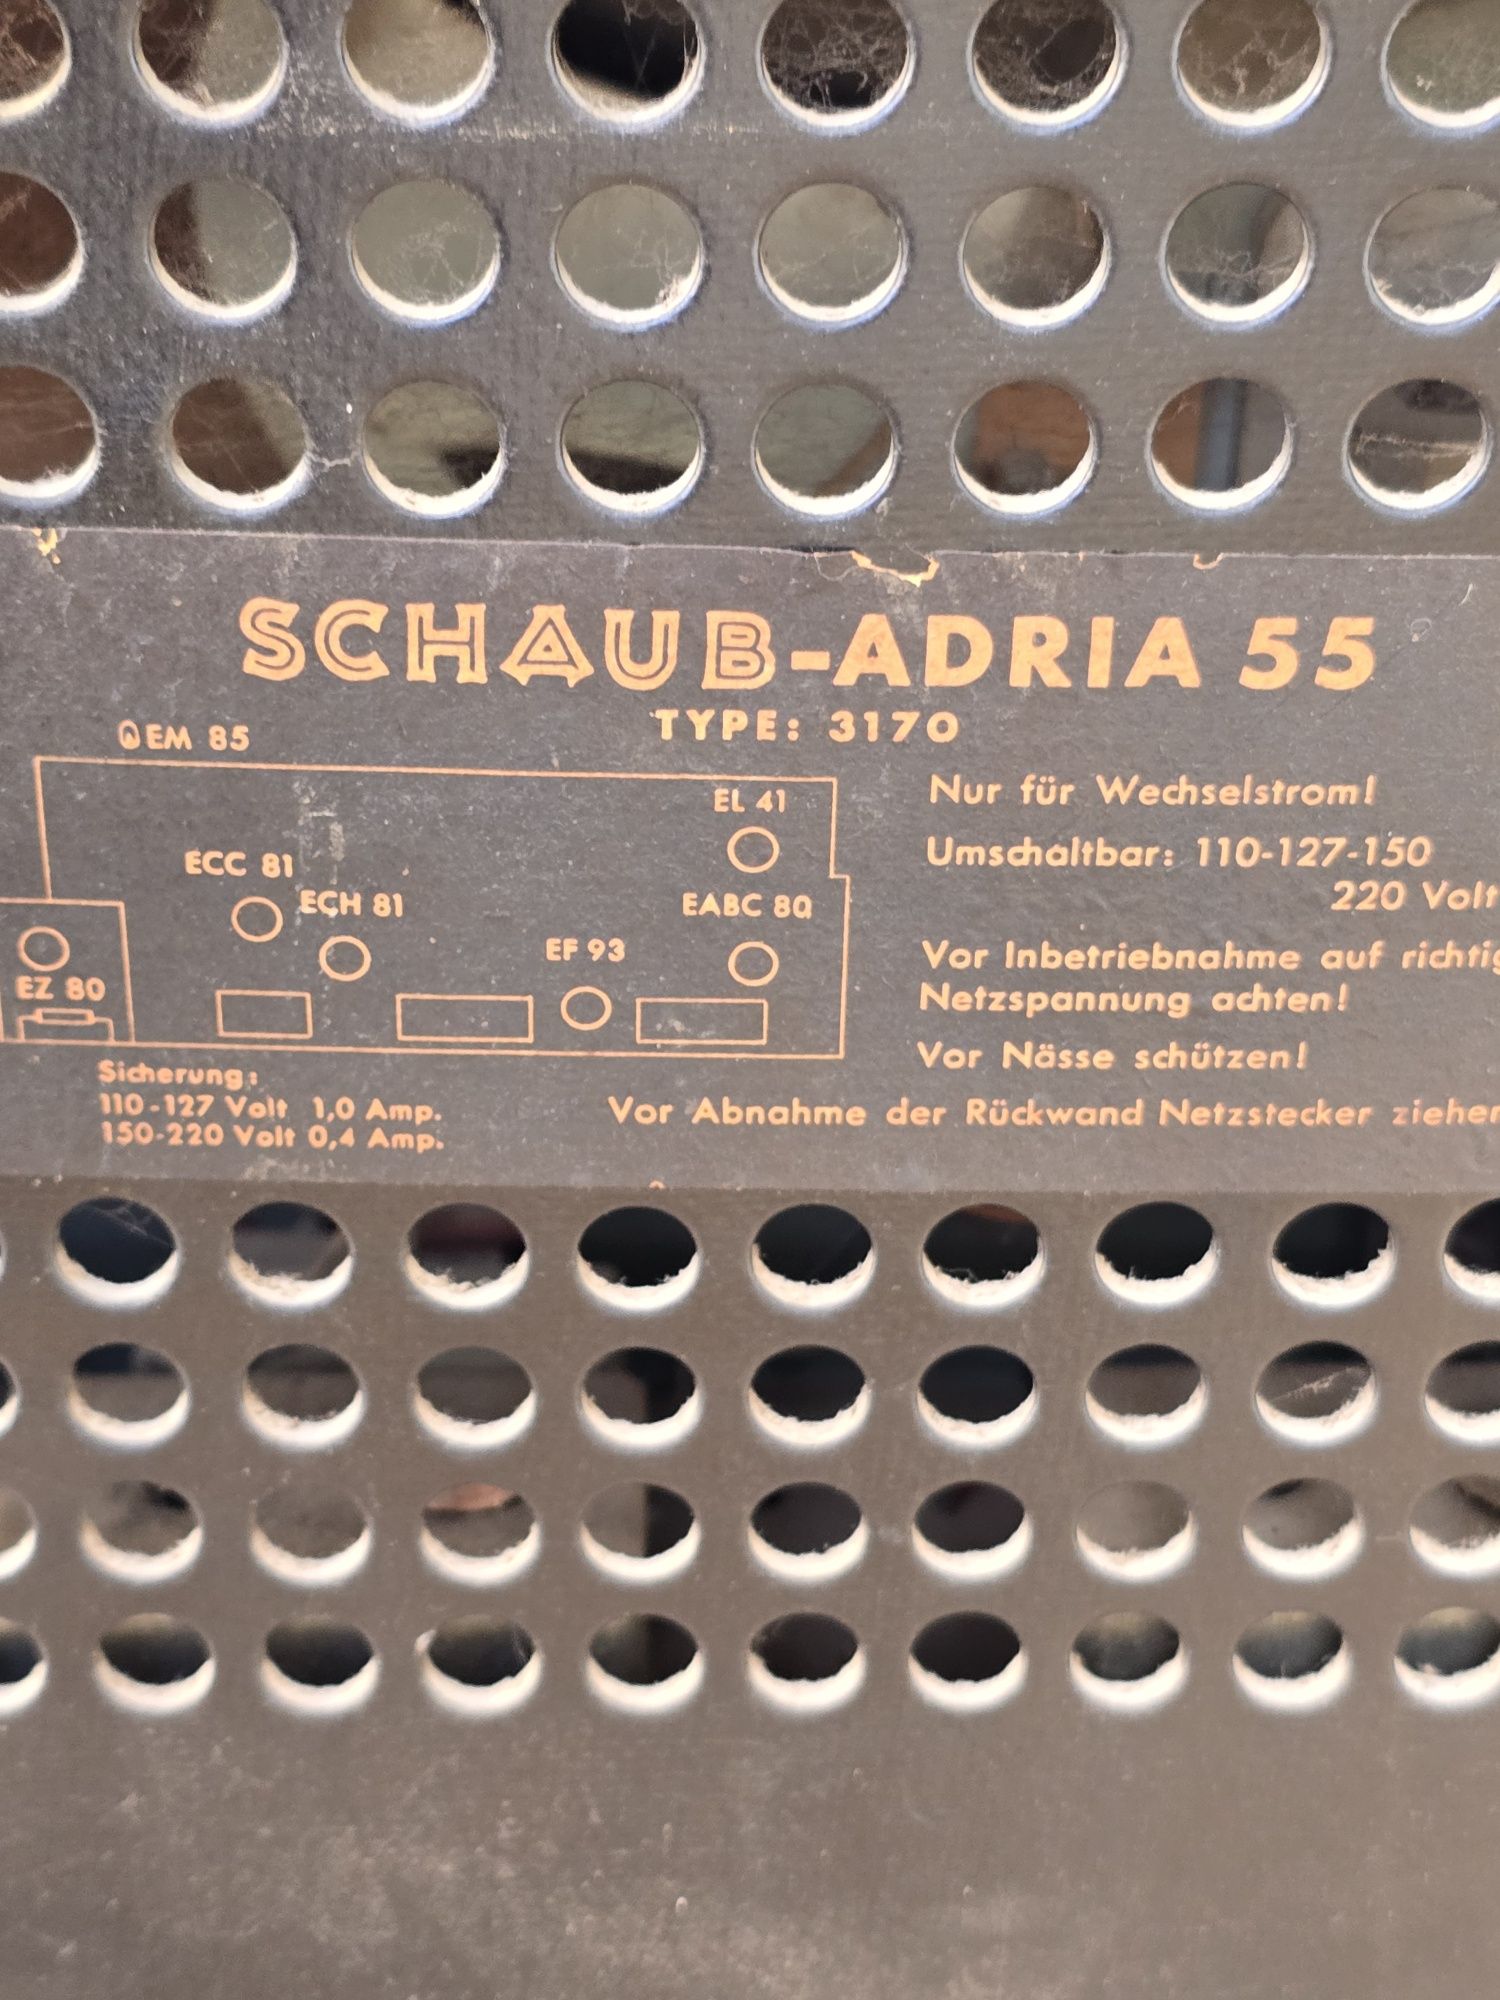 SCHAUB-ADRIA 55
TYPE: 3170
EM 85
EL 41
ECC 81
ECH 81
EABC 80
EF 93
EZ 80
Nur für Wechselstrom!
Umschaltbar: 110-127-150
220 Volt
Vor Inbetriebnahme auf richtig
Netzspannung achten!
Vor Nässe schützen!
Sicherung:
110-127 Volt 1,0 Amp.
150-220 Volt 0,4 Amp.
Vor Abnahme der Rückwand Netzstecker ziehen